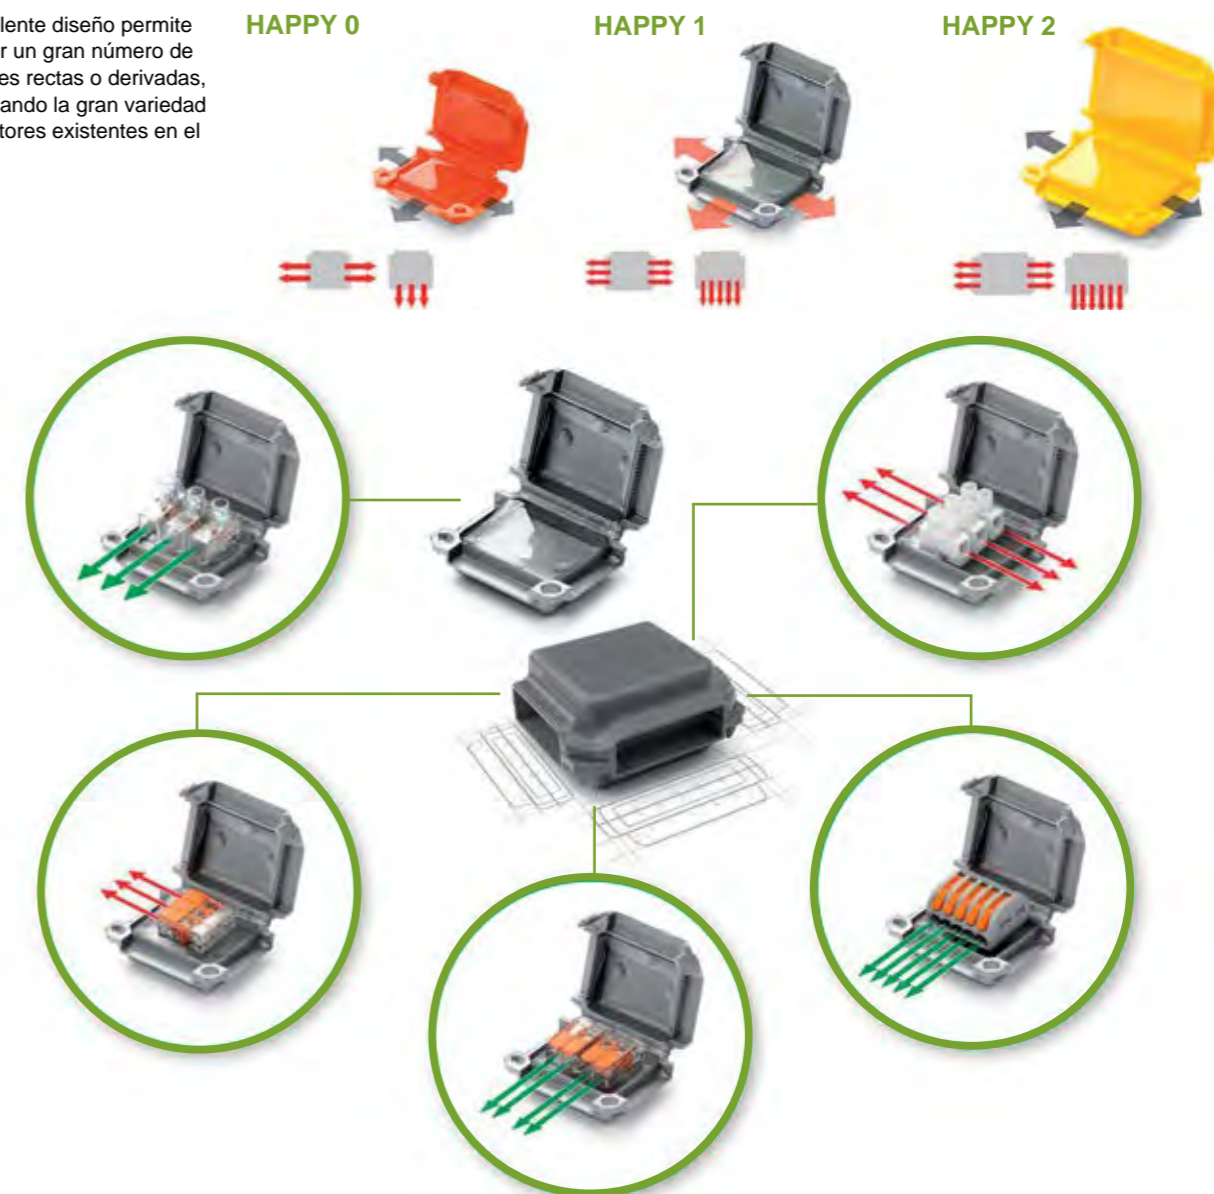 lente diseño permite
r un gran número de
es rectas o derivadas,
ando la gran variedad
tores existentes en el
HAPPY 0
HAPPY 1
HAPPY 2